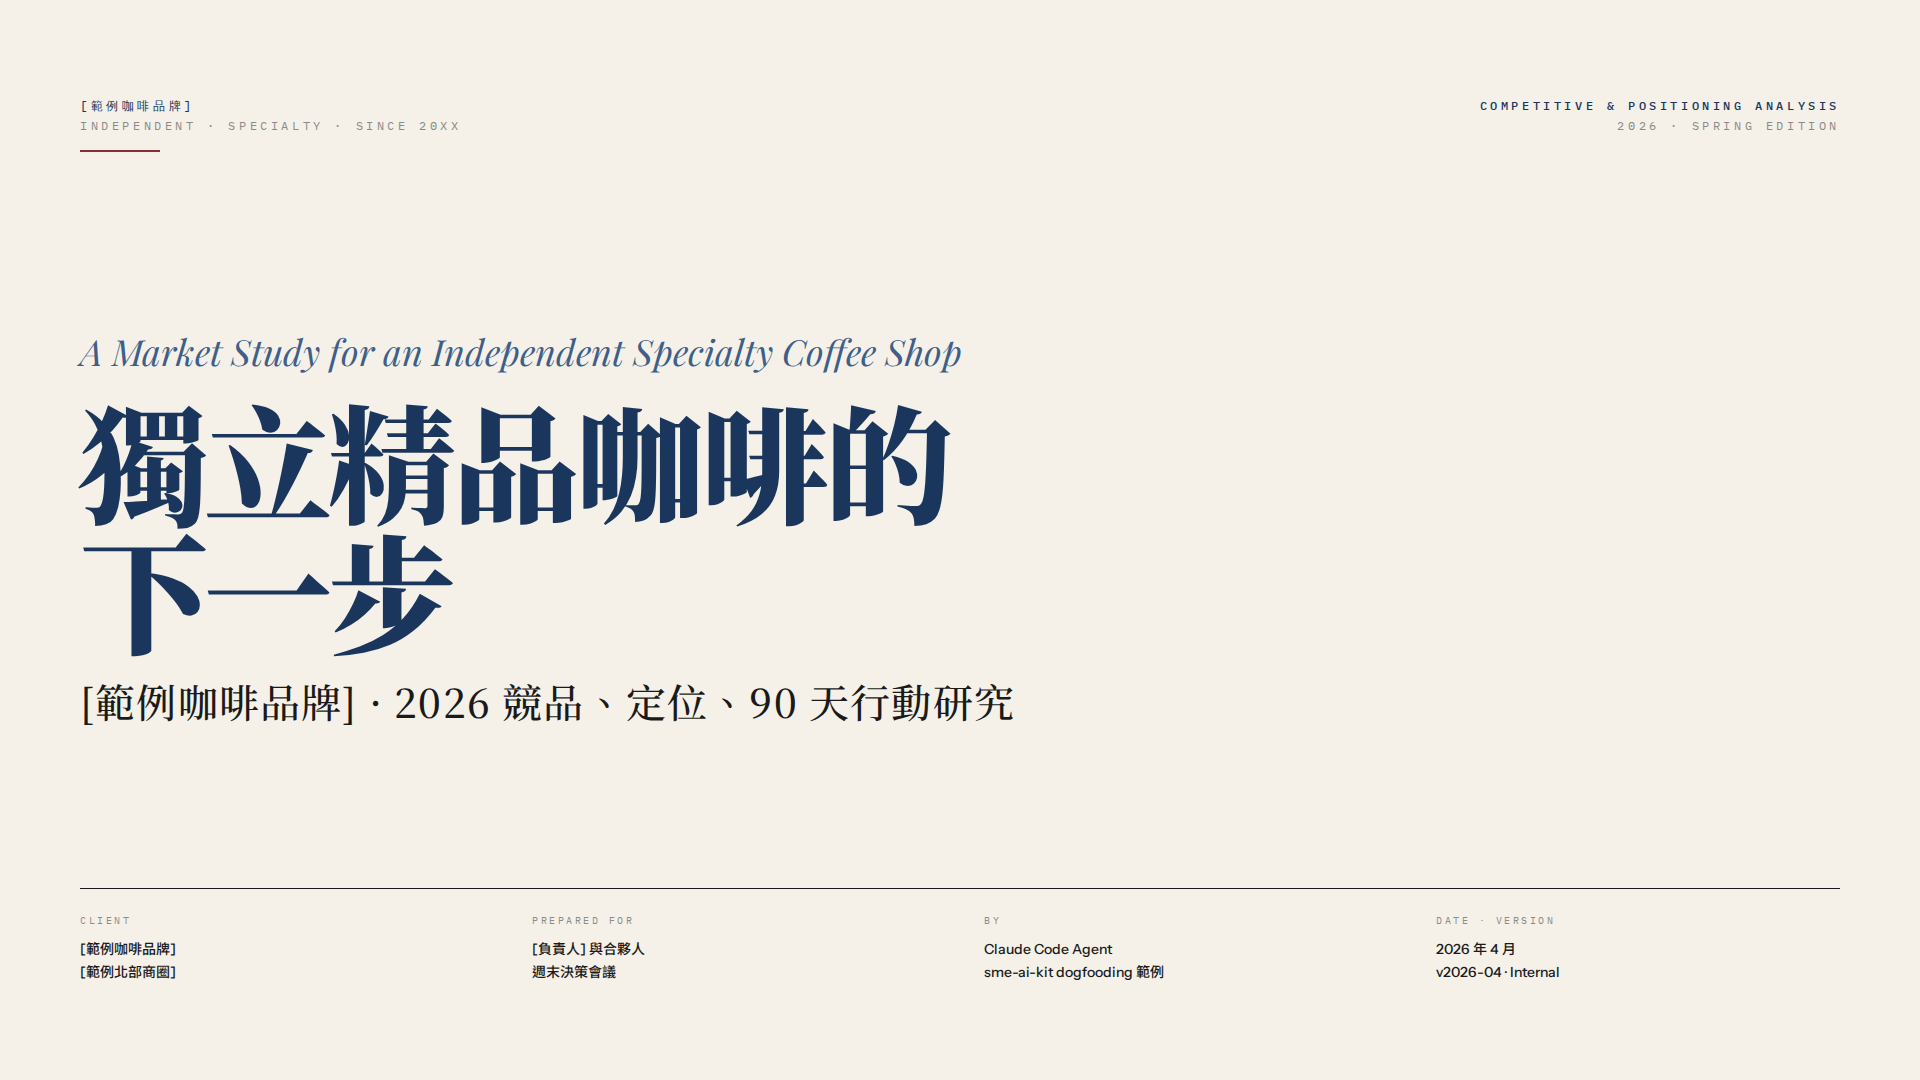 [範例咖啡品牌]
INDEPENDENT · SPECIALTY · SINCE 20XX
COMPETITIVE & POSITIONING ANALYSIS
2026 · SPRING EDITION
A Market Study for an Independent Specialty Coffee Shop
獨立精品咖啡的
下一步
[範例咖啡品牌] · 2026 競品、定位、90 天行動研究
CLIENT
[範例咖啡品牌]
[範例北部商圈]
PREPARED FOR
[負責人] 與合夥人
週末決策會議
BY
Claude Code Agent
sme-ai-kit dogfooding 範例
DATE · VERSION
2026 年 4 月
v2026-04 · Internal